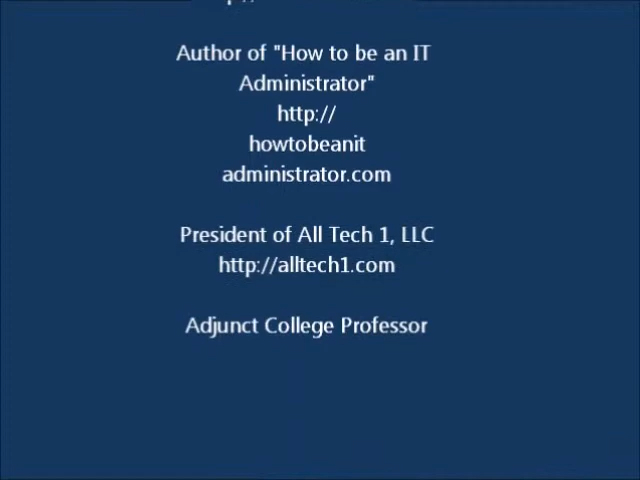 Author of "How to be an IT
Administrator"
http://
howtobeanit
administrator.com
President of All Tech 1, LLC
http://alltech1.com
Adjunct College Professor